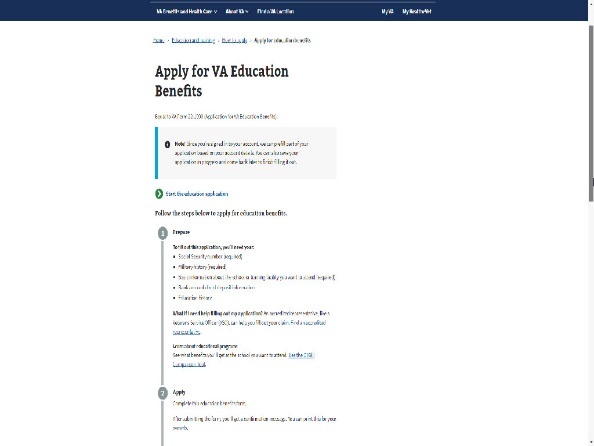 VA Benefits and Health Care
About VA
Find a VA Location
My VA
My HealtheVet
Home
Education and training
How to apply
Apply for education benefits
Apply for VA Education
Benefits
Equal to VA Form 22-1990 (Application for VA Education Benefits).
Note: Since you're signed in to your account, we can prefill part of your
application based on your account details. You can also save your
application in progress and come back later to finish filling it out.
Start the education application
Follow the steps below to apply for education benefits.
1 Prepare
To fill out this application, you'll need your:
• Social Security number (required)
• Military history (required)
• information about the school or training facility you want to attend (required)
• Bank account direct deposit information
• Education history
What if I need help filling out my application? An accredited representative, like a
Veterans Service Officer (VSO), can help you fill out your claim. Find an accredited
representative.
Learn about educational programs
See what benefits you'll get at the school you want to attend. Use the GI Bill
Comparison Tool.
2 Apply
Complete this education benefits form.
After submitting the form, you'll get a confirmation message. You can print this for your
records.